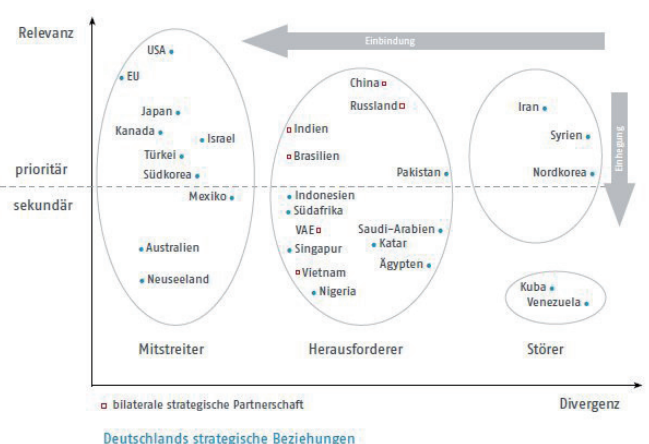 Relevanz
Einbindung
USA
EU
China
Russland
Japan
Kanada
Israel
Türkei
Südkorea
Indien
Brasilien
Pakistan
Iran
Syrien
Nordkorea
Einhegung
prioritär
sekundär
Mexiko
Indonesien
Südafrika
VAE
Saudi-Arabien
Katar
Singapur
Ägypten
Vietnam
Nigeria
Australien
Neuseeland
Kuba
Venezuela
Mitstreiter
Herausforderer
Störer
bilaterale strategische Partnerschaft
Divergenz
Deutschlands strategische Beziehungen